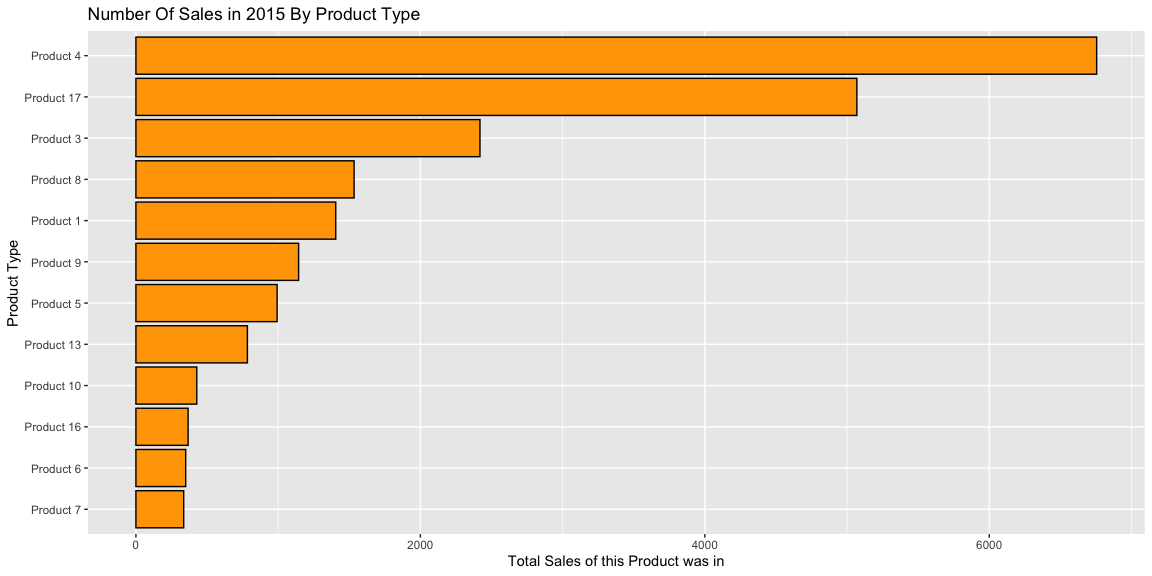 Number Of Sales in 2015 By Product Type
Product 4
Product 17
Product 3
Product 8
Product 1
Product 9
Product 5
Product 13
Product 10
Product 16
Product 6
Product 7
Product Type
0 2000 4000 6000
Total Sales of this Product was in